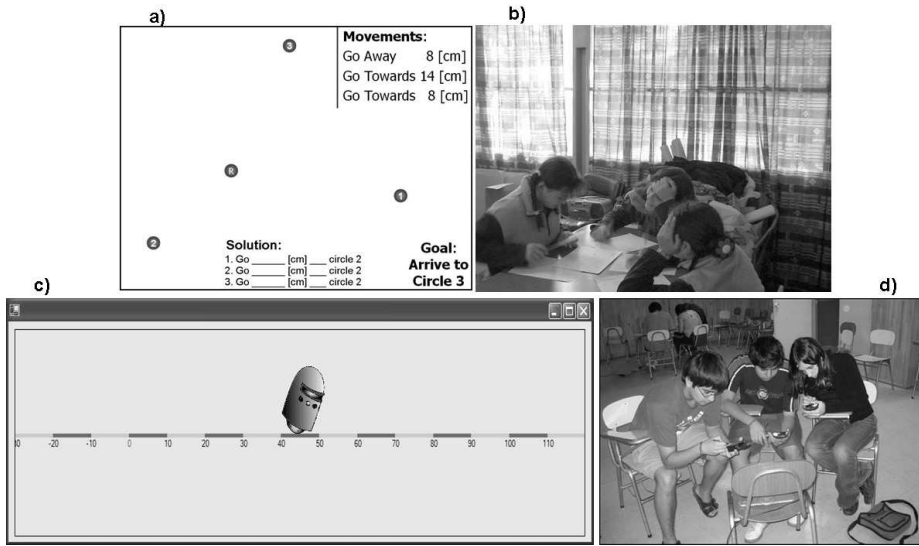 a)
3
Movements:
Go Away 8 [cm]
Go Towards 14 [cm]
Go Towards 8 [cm]
R
1
2
Solution:
1. Go ______ [cm] ___ circle 2
2. Go ______ [cm] ___ circle 2
3. Go ______ [cm] ___ circle 2
Goal:
Arrive to
Circle 3
b)
c)
-20 -10 0 10 20 30 40 50 60 70 80 90 100 110
d)